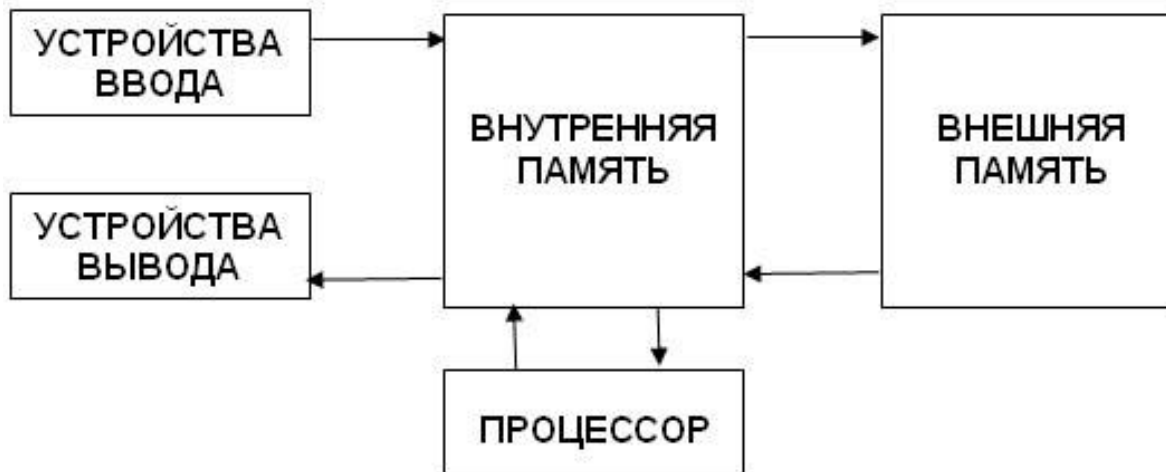 УСТРОЙСТВА
ВВОДА
ВНУТРЕННЯЯ
ПАМЯТЬ
ВНЕШНЯЯ
ПАМЯТЬ
УСТРОЙСТВА
ВЫВОДА
ПРОЦЕССОР